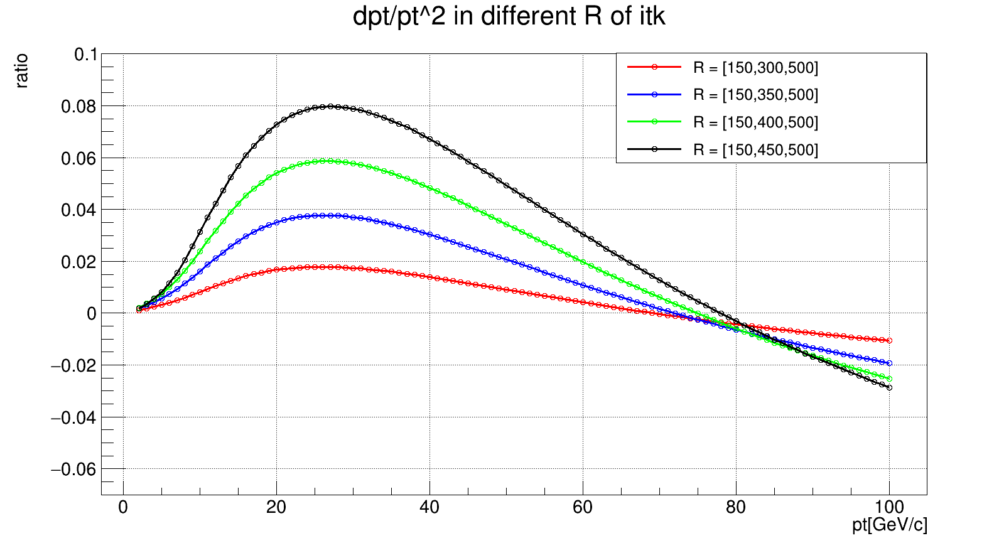 dpt/pt^2 in different R of itk
ratio
0.1
0.08
0.06
0.04
0.02
0
−0.02
−0.04
−0.06
R = [150,300,500]
R = [150,350,500]
R = [150,400,500]
R = [150,450,500]
0 20 40 60 80 100
pt[GeV/c]